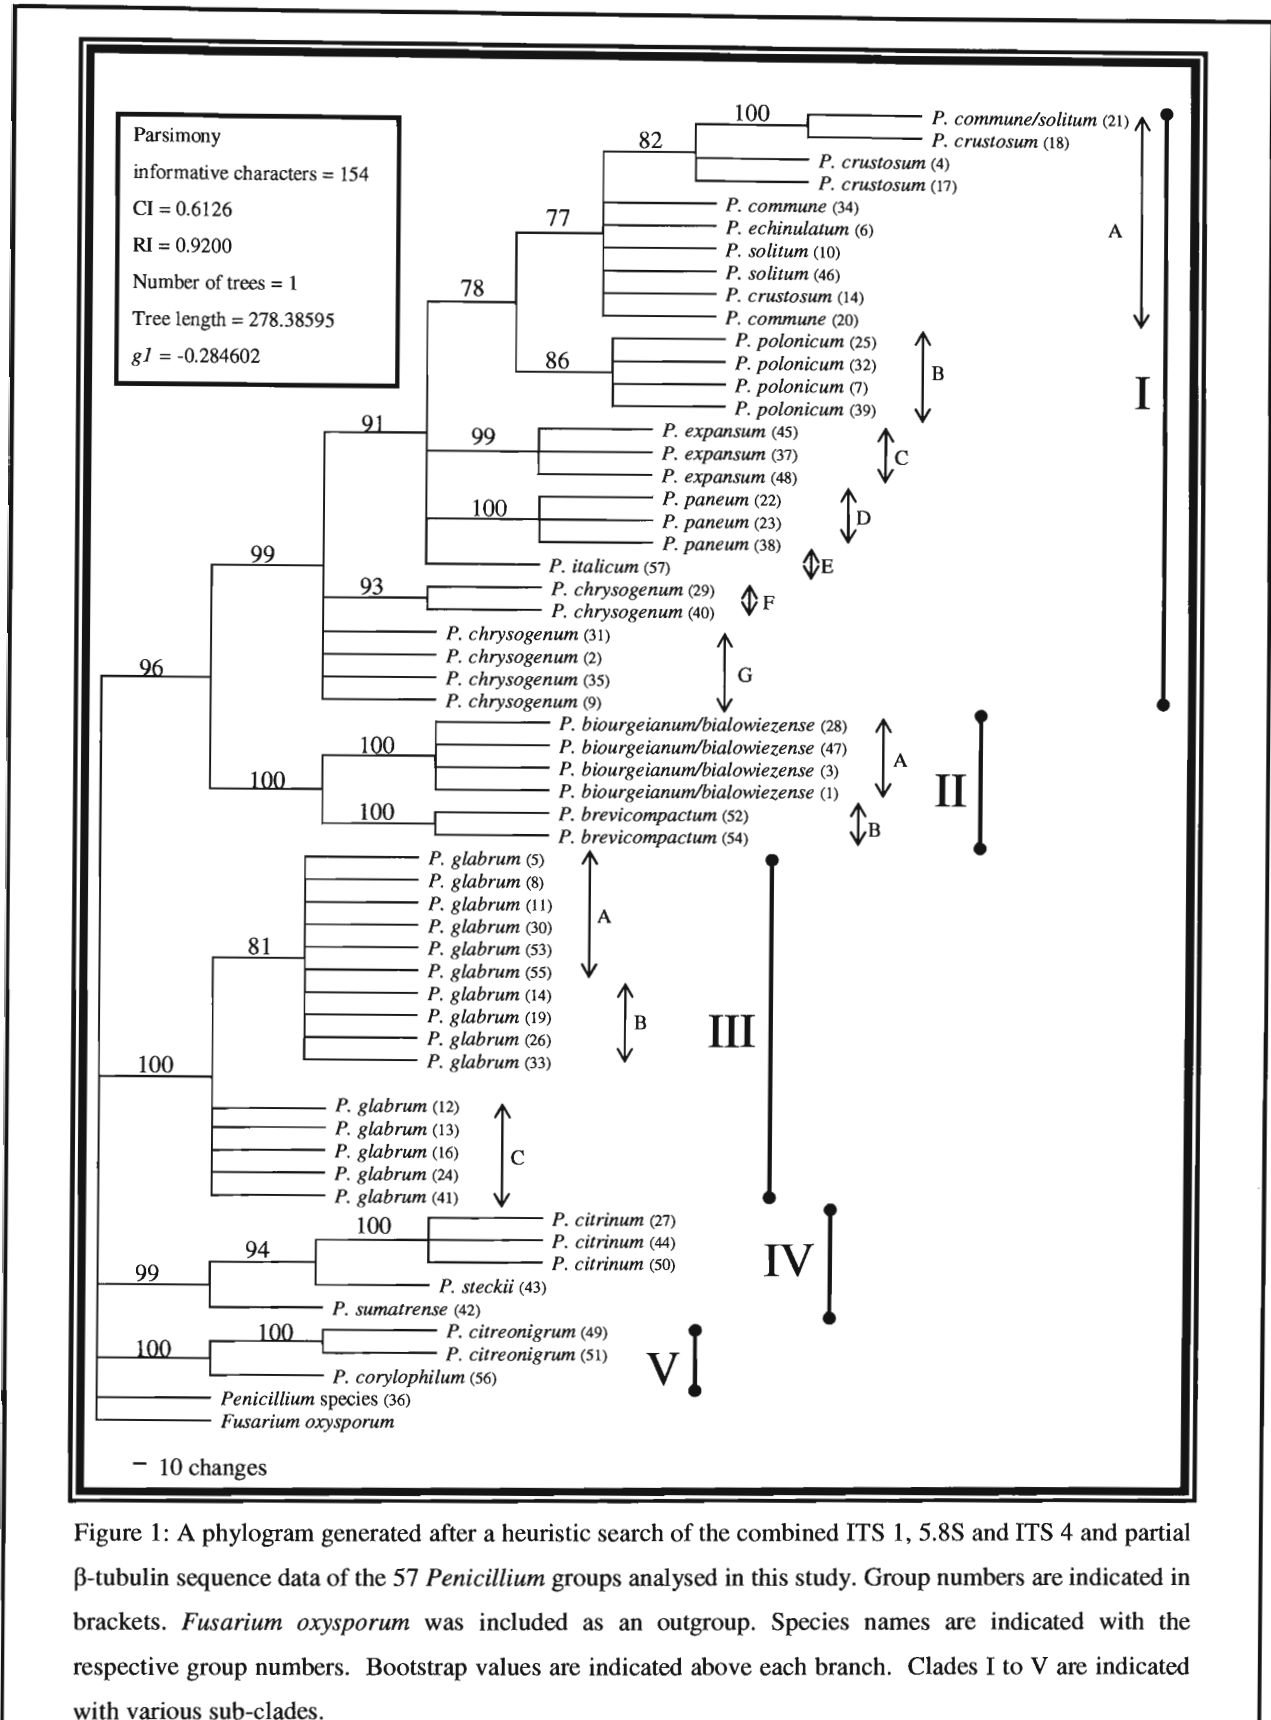 Parsimony
informative characters = 154
CI = 0.6126
RI = 0.9200
Number of trees = 1
Tree length = 278.38595
g1 = -0.284602
100
P. commune/solitum (21)
P. crustosum (18)
82
P. crustosum (4)
P. crustosum (17)
P. commune (34)
77
P. echinulatum (6)
A
P. solitum (10)
P. solitum (46)
78
P. crustosum (14)
P. commune (20)
P. polonicum (25)
86
P. polonicum (32)
B
P. polonicum (7)
I
P. polonicum (39)
91
P. expansum (45)
99
P. expansum (37)
C
P. expansum (48)
P. paneum (22)
100
P. paneum (23)
D
P. paneum (38)
99
P. italicum (57)
E
93
P. chrysogenum (29)
P. chrysogenum (40)
F
P. chrysogenum (31)
P. chrysogenum (2)
96
P. chrysogenum (35)
G
P. chrysogenum (9)
P. biourgeianum/bialowiezense (28)
100
P. biourgeianum/bialowiezense (47)
A
P. biourgeianum/bialowiezense (3)
100
P. biourgeianum/bialowiezense (1)
II
100
P. brevicompactum (52)
P. brevicompactum (54)
B
P. glabrum (5)
P. glabrum (8)
P. glabrum (11)
A
P. glabrum (30)
81
P. glabrum (53)
P. glabrum (55)
P. glabrum (14)
P. glabrum (19)
B
III
P. glabrum (26)
P. glabrum (33)
100
P. glabrum (12)
P. glabrum (13)
P. glabrum (16)
C
P. glabrum (24)
P. glabrum (41)
100
P. citrinum (27)
94
P. citrinum (44)
IV
P. citrinum (50)
99
P. steckii (43)
P. sumatrense (42)
100
P. citreonigrum (49)
100
P. citreonigrum (51)
V
P. corylophilum (56)
Penicillium species (36)
Fusarium oxysporum
10 changes
Figure 1: A phylogram generated after a heuristic search of the combined ITS 1, 5.8S and ITS 4 and partial
β-tubulin sequence data of the 57 Penicillium groups analysed in this study. Group numbers are indicated in
brackets. Fusarium oxysporum was included as an outgroup. Species names are indicated with the
respective group numbers. Bootstrap values are indicated above each branch. Clades I to V are indicated
with various sub-clades.